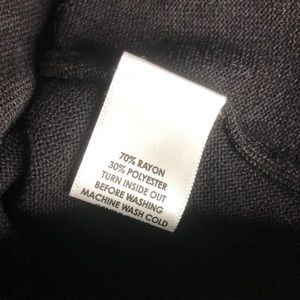 70% RAYON
30% POLYESTER
TURN INSIDE OUT
BEFORE WASHING
MACHINE WASH COLD